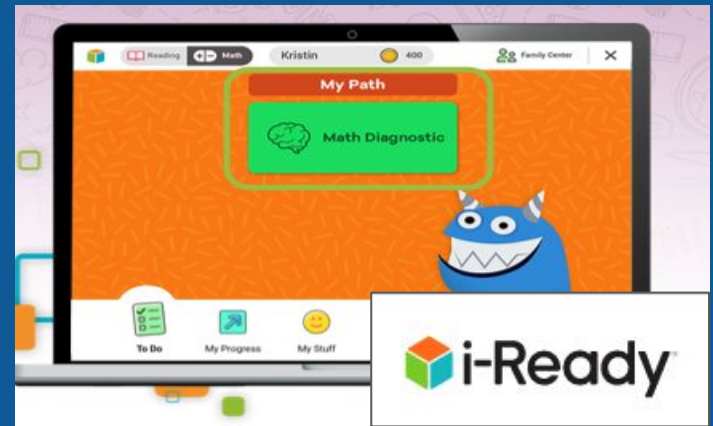 Reading Math Kristin 400 Family Center
My Path
Math Diagnostic
To Do My Progress My Stuff
i-Ready